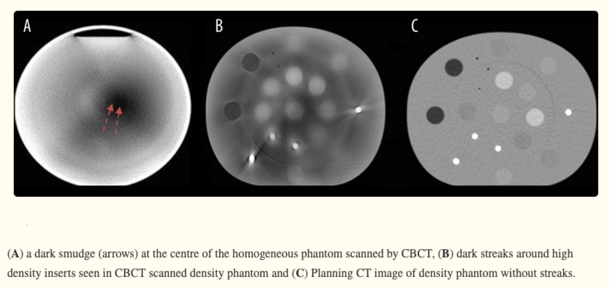 A
B
C
(A) a dark smudge (arrows) at the centre of the homogeneous phantom scanned by CBCT, (B) dark streaks around high
density inserts seen in CBCT scanned density phantom and (C) Planning CT image of density phantom without streaks.